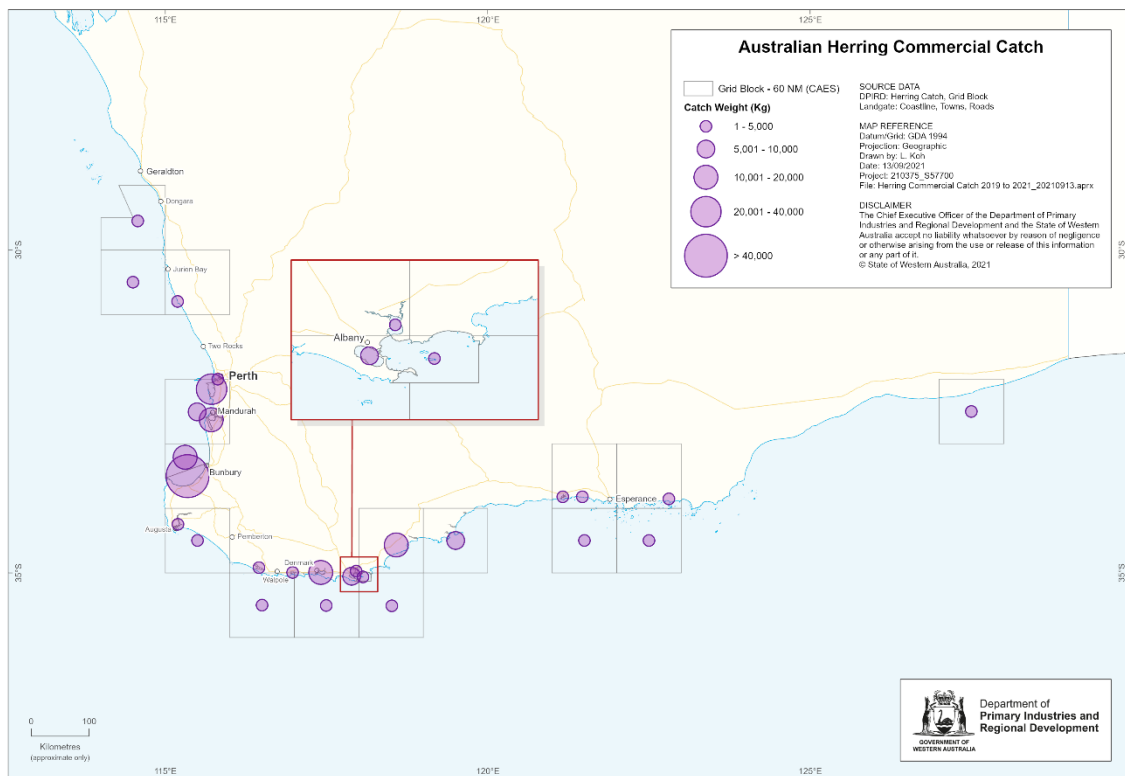 115°E
120°E
125°E
Australian Herring Commercial Catch
Grid Block - 60 NM (CAES)
Catch Weight (Kg)
1 - 5,000
5,001 - 10,000
10,001 - 20,000
20,001 - 40,000
> 40,000
SOURCE DATA
DPIRD: Herring Catch, Grid Block
Landgate: Coastline, Towns, Roads
MAP REFERENCE
Datum/Grid: GDA 1994
Projection: Geographic
Drawn by: L. Koh
Date: 13/09/2021
Project: 210375_S57700
File: Herring Commercial Catch 2019 to 2021_20210913.aprx
DISCLAIMER
The Chief Executive Officer of the Department of Primary
Industries and Regional Development and the State of Western
Australia accept no liability whatsoever by reason of negligence
or otherwise arising from the use or release of this information
or any part of it.
© State of Western Australia, 2021
Geraldton
Dongara
30°S
30°S
Jurien Bay
Two Rocks
Albany
Perth
Mandurah
Bunbury
Esperance
Augusta
Pemberton
Denmark
Walpole
35°S
35°S
0
100
Kilometres
(approximate only)
GOVERNMENT OF
WESTERN AUSTRALIA
Department of
Primary Industries and
Regional Development
115°E
120°E
125°E